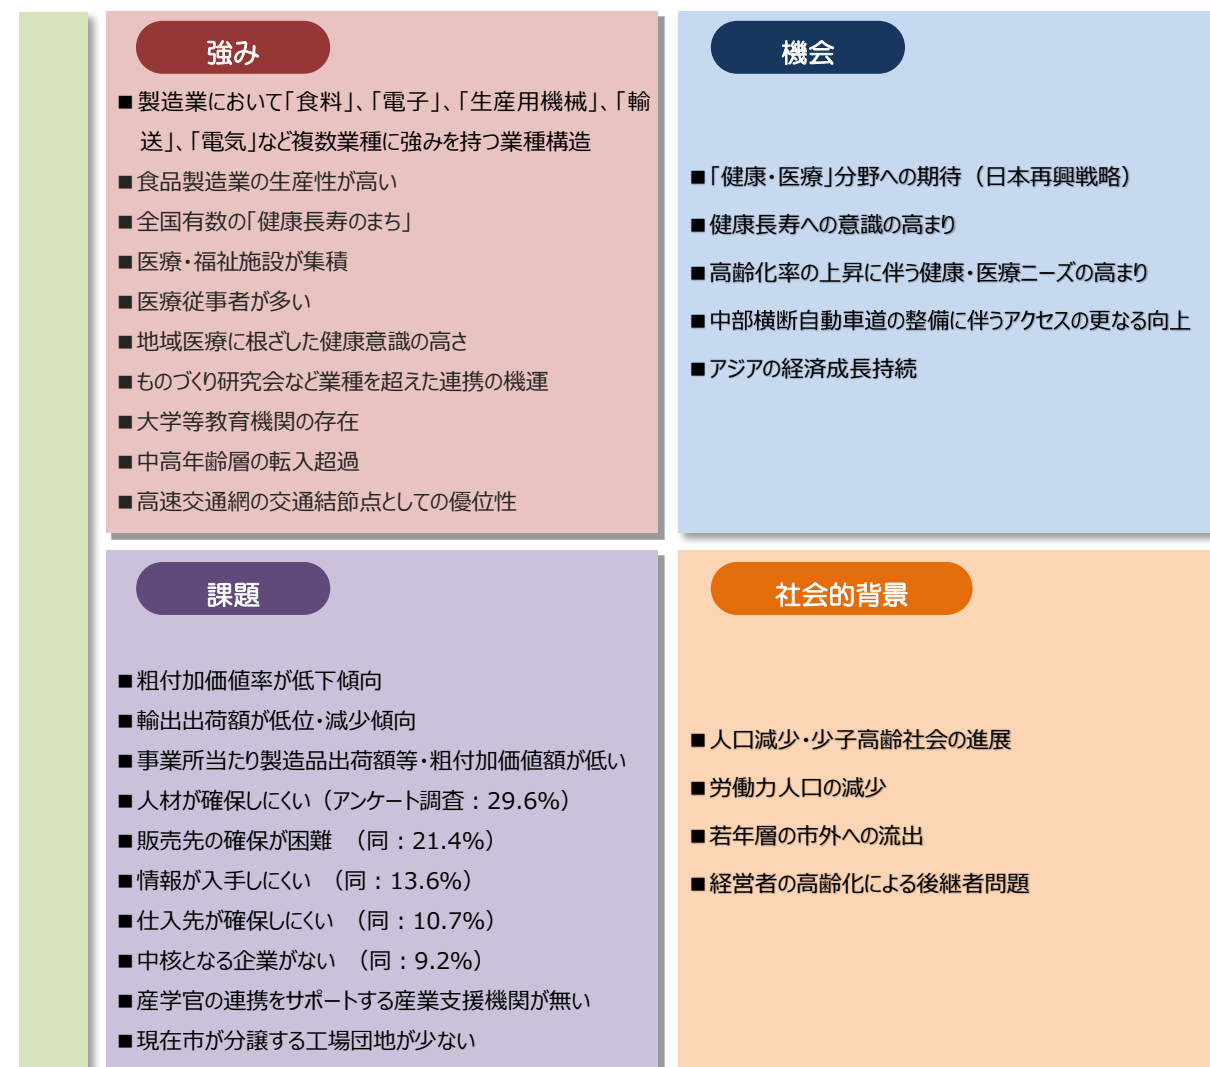 強み
■製造業において「食料」、「電子」、「生産用機械」、「輸
送」、「電気」など複数業種に強みを持つ業種構造
■食品製造業の生産性が高い
■全国有数の「健康長寿のまち」
■医療・福祉施設が集積
■医療従事者が多い
■地域医療に根ざした健康意識の高さ
■ものづくり研究会など業種を超えた連携の機運
■大学等教育機関の存在
■中高年齢層の転入超過
■高速交通網の交通結節点としての優位性
機会
■「健康・医療」分野への期待（日本再興戦略）
■健康長寿への意識の高まり
■高齢化率の上昇に伴う健康・医療ニーズの高まり
■中部横断自動車道の整備に伴うアクセスの更なる向上
■アジアの経済成長持続
課題
■粗付加価値率が低下傾向
■輸出出荷額が低位・減少傾向
■事業所当たり製造品出荷額等・粗付加価値額が低い
■人材が確保しにくい（アンケート調査：29.6%）
■販売先の確保が困難　（同：21.4%）
■情報が入手しにくい　（同：13.6%）
■仕入先が確保しにくい　（同：10.7%）
■中核となる企業がない　（同：9.2%）
■産学官の連携をサポートする産業支援機関が無い
■現在市が分譲する工場団地が少ない
社会的背景
■人口減少・少子高齢社会の進展
■労働力人口の減少
■若年層の市外への流出
■経営者の高齢化による後継者問題